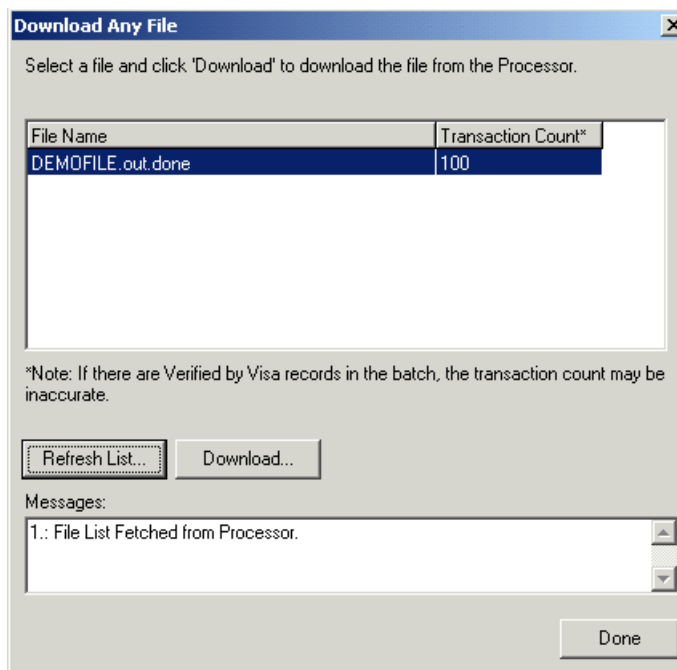 Download Any File
Select a file and click 'Download' to download the file from the Processor.
File Name Transaction Count*
DEMOFILE.out.done 100
*Note: If there are Verified by Visa records in the batch, the transaction count may be
inaccurate.
Refresh List... Download...
Messages:
1.: File List Fetched from Processor.
Done